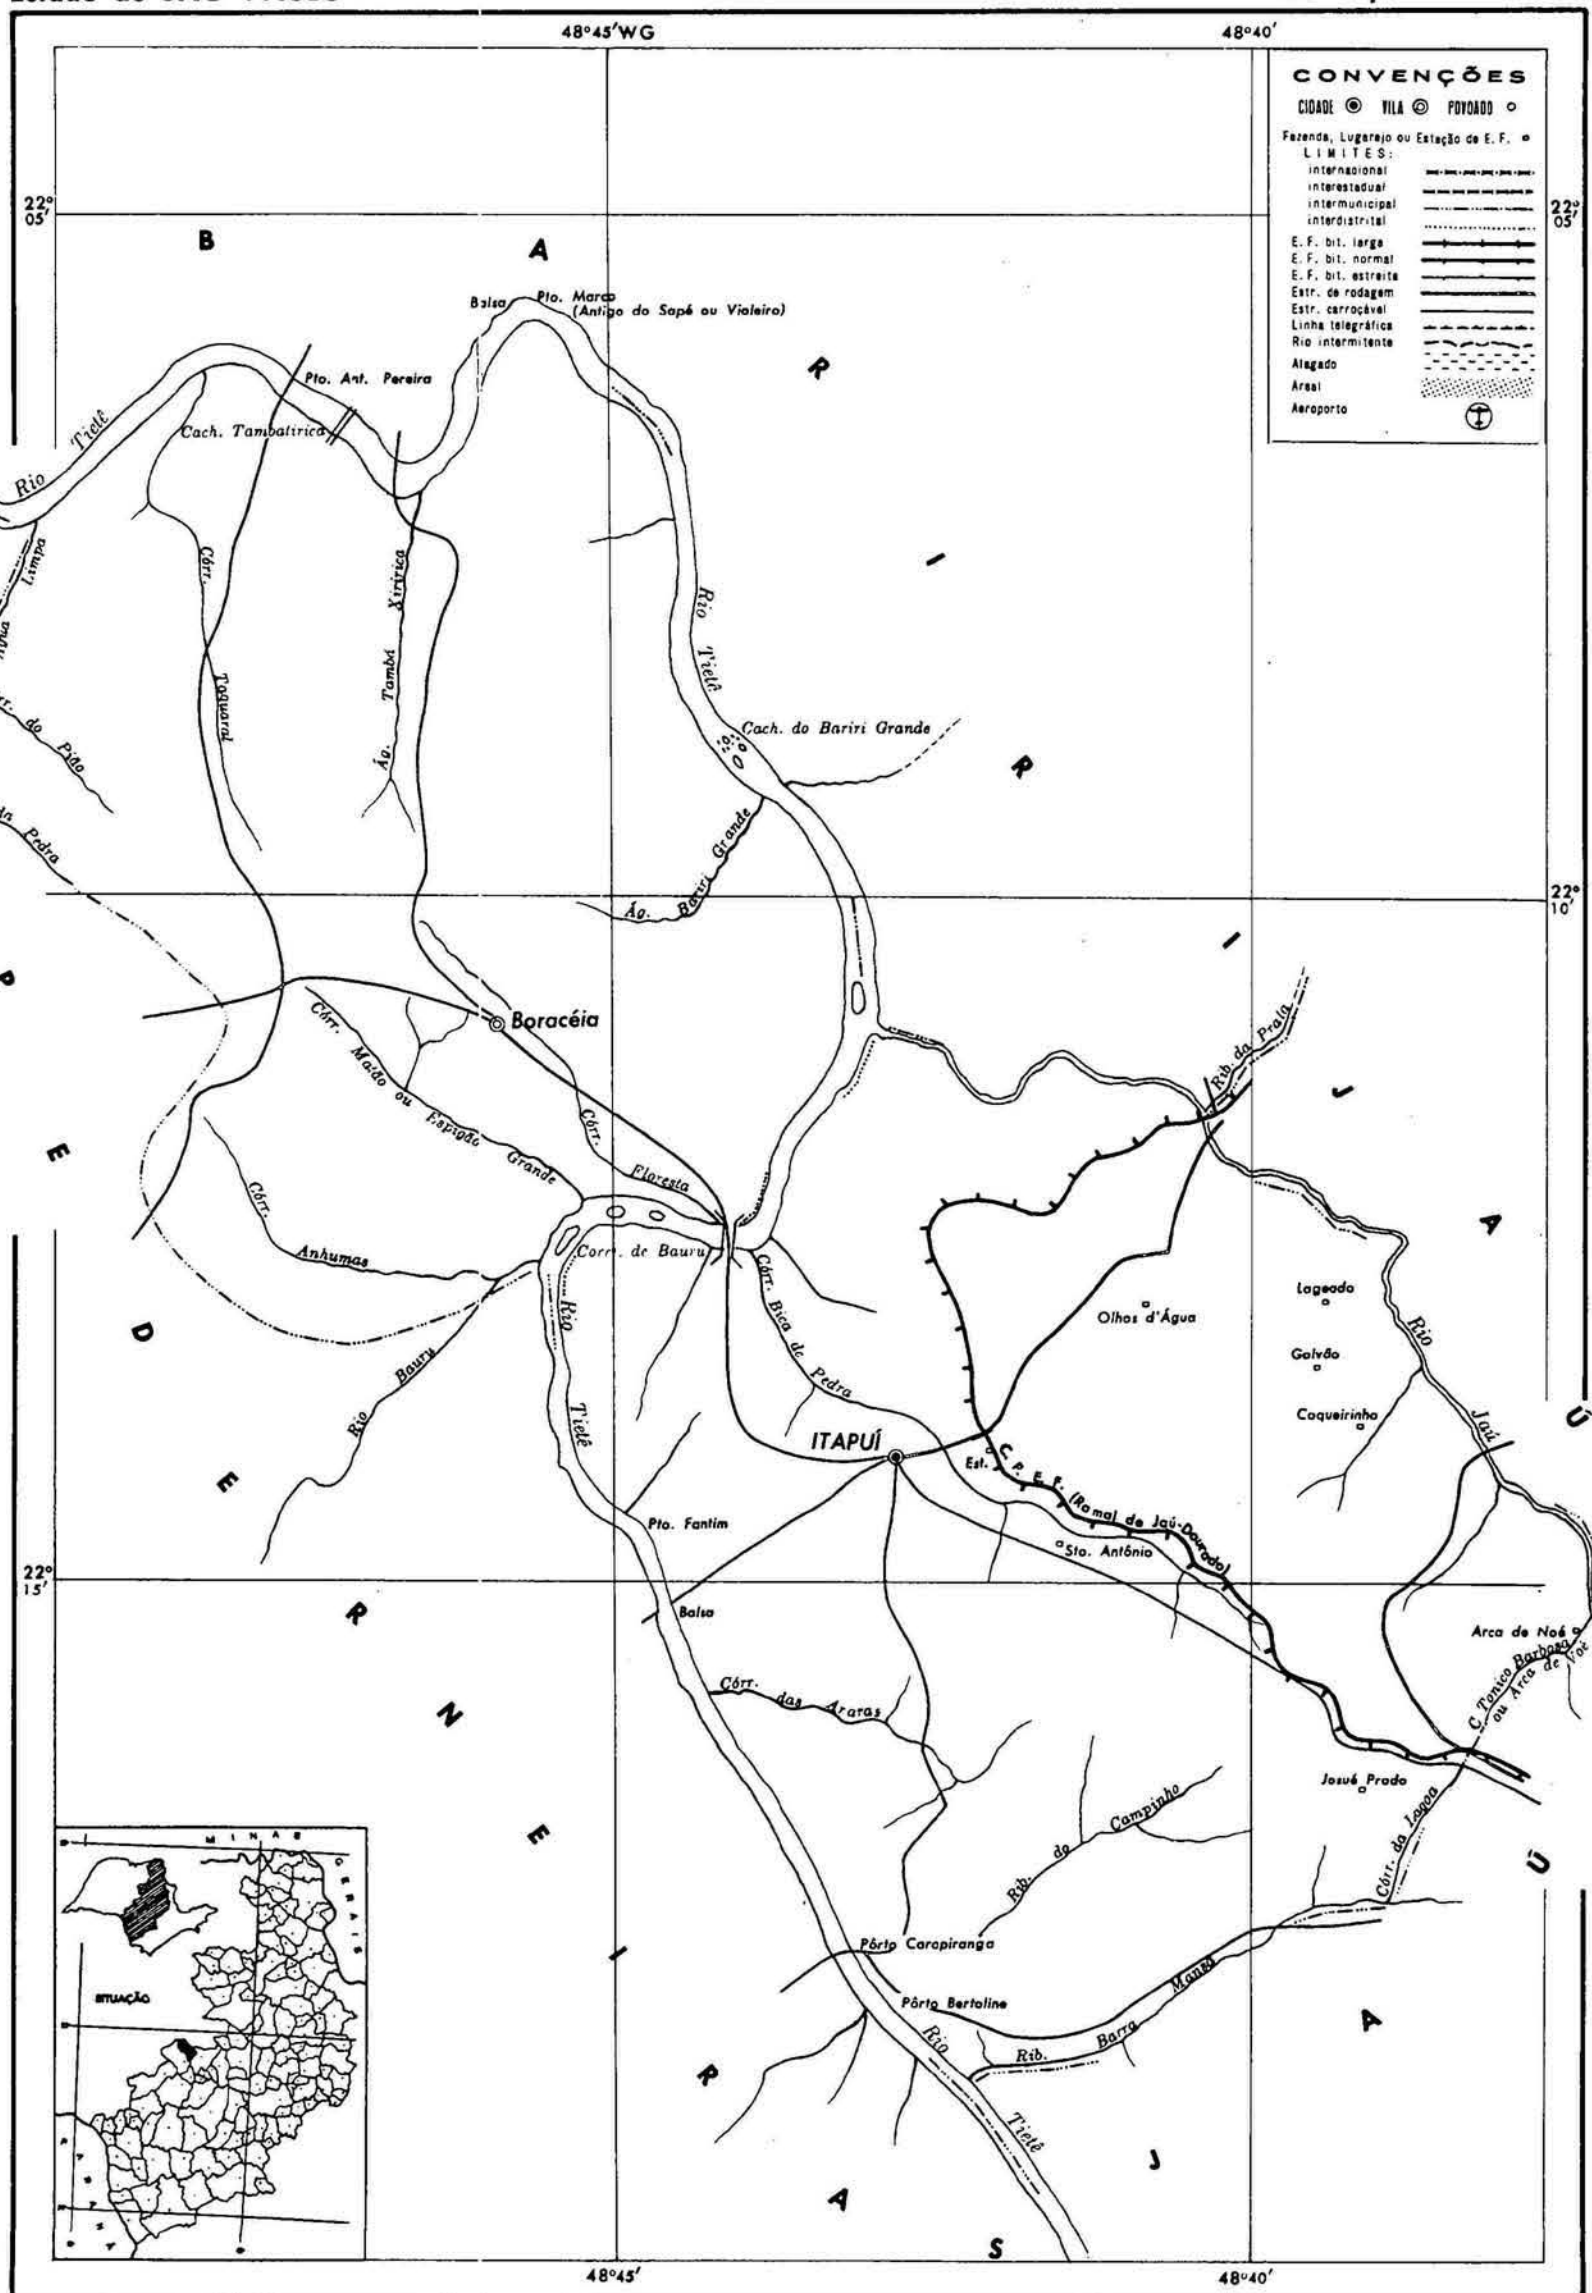 48°45'WG
48°40'
CONVENÇÕES
CIDADE VILA POVOADO
Fazenda, Lugarejo ou Estação de E.F.
LIMITES:
internacional
interestadual
intermunicipal
interdistrital
E.F. bit. larga
E.F. bit. normal
E.F. bit. estreita
Estr. de rodagem
Estr. carroçável
Linha telegráfica
Rio intermitente
Alagado
Areal
Aeroporto
22° 05'
22° 05'
B A R I R I
Balsa
Pto. Marco
(Antigo do Sapé ou Violeiro)
Pto. Ant. Pereira
Cach. Tambatirica
Rio Tietê
Limpa
Córr. Taquaral
Ág. Tambá Xiririca
Rio Tietê
do Pião
Pedra
Cach. do Bariri Grande
Ág. Bariri Grande
22° 10'
Boracéia
Córr. Maião ou Espigão Grande
Rib. da Prata
Córr. Floresta
Córr. Anhumas
Corr. de Bauru
Córr. Bica de Pedra
Rio Tietê
Rio Bauru
Olhos d'Água
Lageado
Galvão
Coqueirinho
Rio Jaú
J A Ú
ITAPUÍ
Est.
C. P. E. F. (Ramal de Jaú-Dourado)
Sto. Antônio
Pto. Fantim
22° 15'
Balsa
Arca de Noé
C Tonico Barbosa
ou Arca de Noé
Córr. das Araras
Josué Prado
Córr. da Lagoa
Rib. do Campinho
Pôrto Carapiranga
Pôrto Bertoline
Rib. Barra Mansa
Rio Tietê
P E D E R N E I R A S
J A Ú
MINAS GERAIS
SITUAÇÃO
48°45'
48°40'